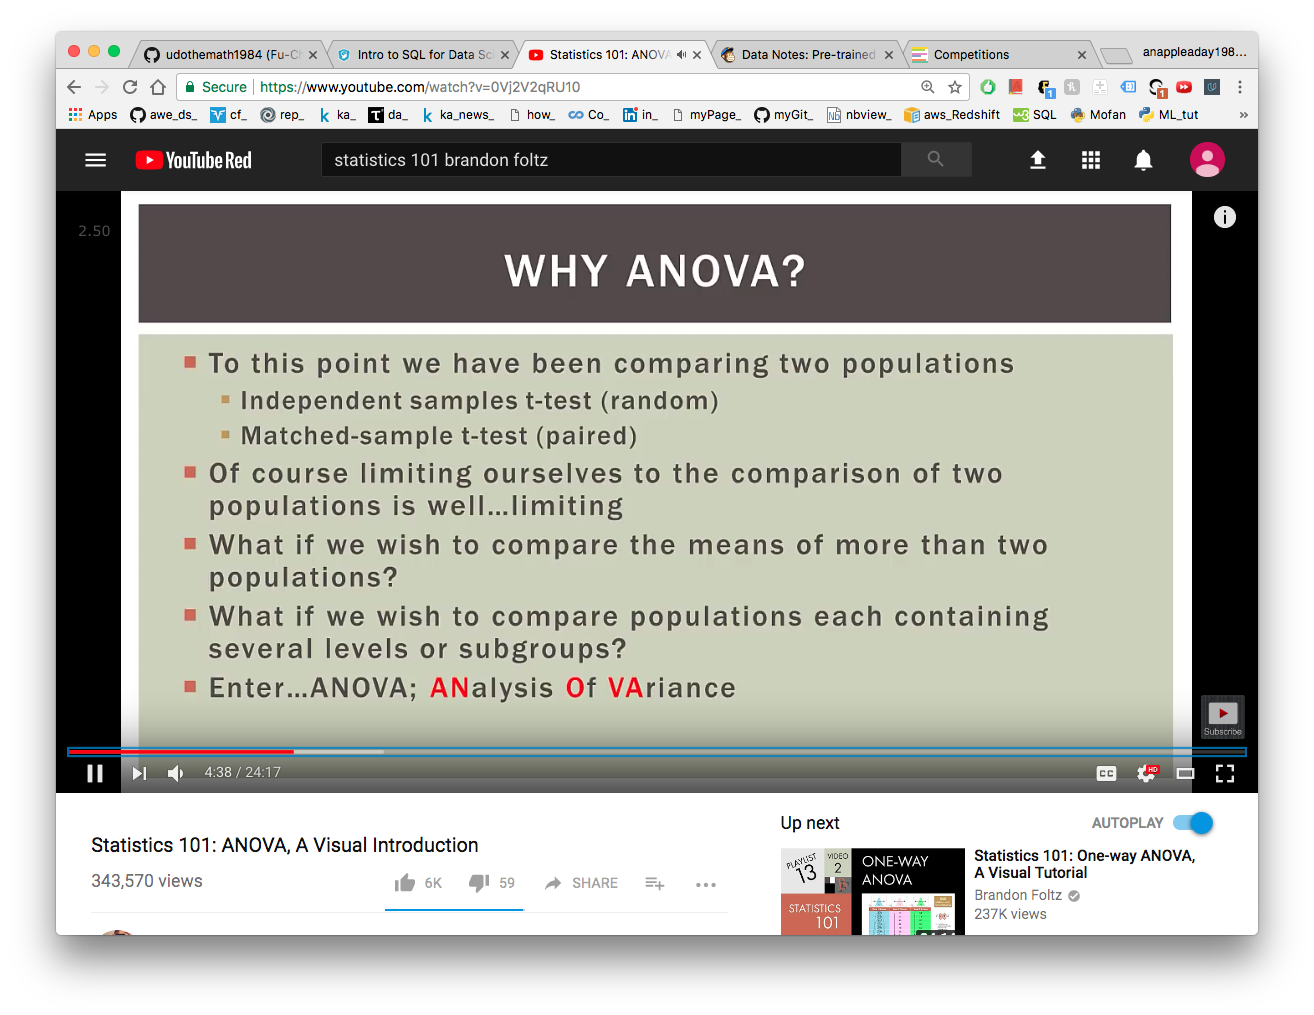 udothemath1984 (Fu-Ch
Intro to SQL for Data Sci
Statistics 101: ANOVA
Data Notes: Pre-trained
Competitions
anappleaday198...
Secure
https://www.youtube.com/watch?v=0Vj2V2qRU10
Apps
awe_ds_
cf_
rep_
ka_
da_
ka_news_
how_
Co_
in_
myPage_
myGit_
nbview_
aws_Redshift
SQL
Mofan
ML_tut
»
YouTube Red
statistics 101 brandon foltz
2.50
WHY ANOVA?
To this point we have been comparing two populations
Independent samples t-test (random)
Matched-sample t-test (paired)
Of course limiting ourselves to the comparison of two
populations is well...limiting
What if we wish to compare the means of more than two
populations?
What if we wish to compare populations each containing
several levels or subgroups?
Enter...ANOVA; ANalysis Of VAriance
Subscribe
4:38 / 24:17
CC
HD
Statistics 101: ANOVA, A Visual Introduction
343,570 views
6K
59
SHARE
Up next
AUTOPLAY
PLAYLIST
13
VIDEO
2
STATISTICS
101
ONE-WAY
ANOVA
Statistics 101: One-way ANOVA,
A Visual Tutorial
Brandon Foltz
237K views